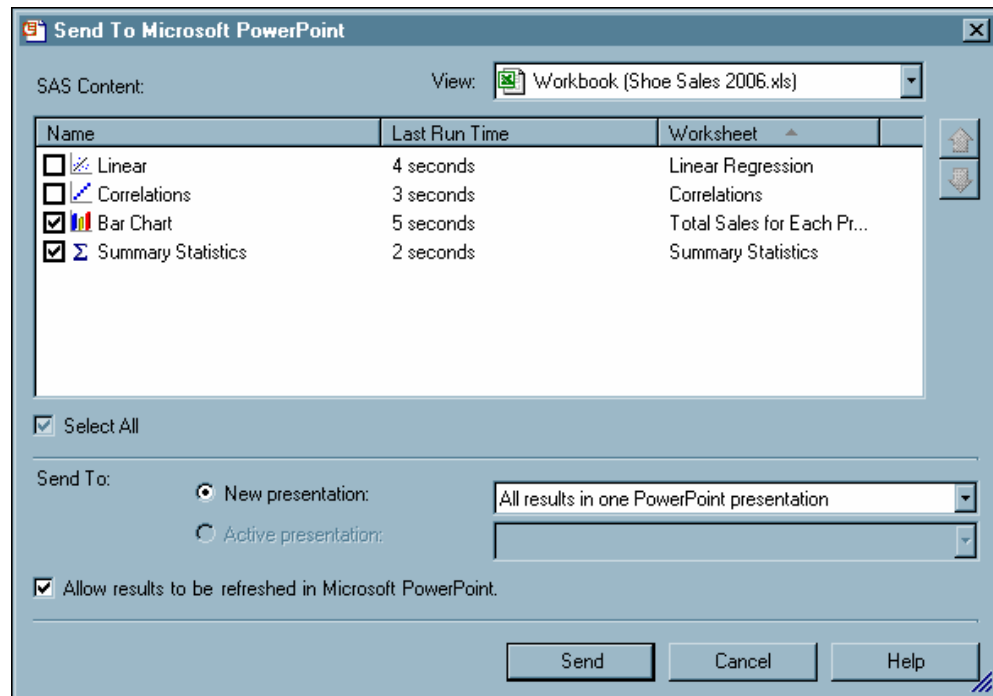 Send To Microsoft PowerPoint
SAS Content: View: Workbook (Shoe Sales 2006.xls)
Name Last Run Time Worksheet
Linear 4 seconds Linear Regression
Correlations 3 seconds Correlations
Bar Chart 5 seconds Total Sales for Each Pr...
Σ Summary Statistics 2 seconds Summary Statistics
Select All
Send To: New presentation: All results in one PowerPoint presentation
Active presentation:
Allow results to be refreshed in Microsoft PowerPoint.
Send Cancel Help